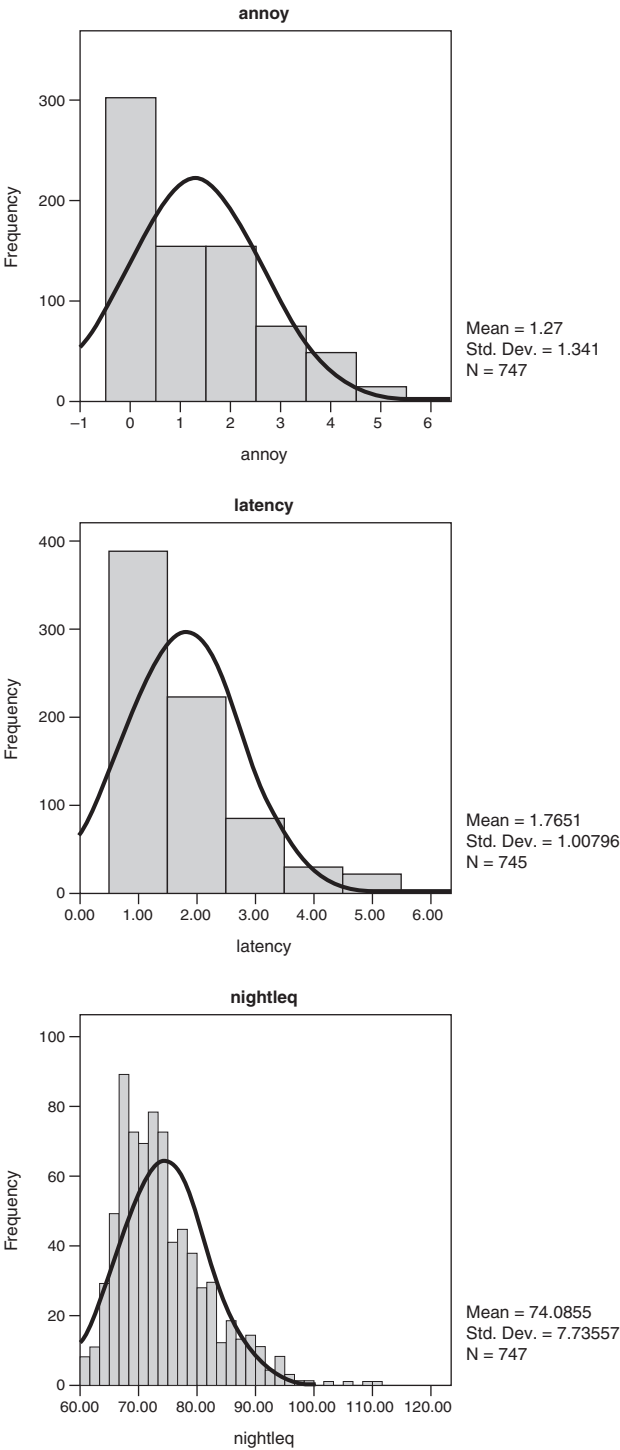 annoy
Frequency
300
200
100
0
–1 0 1 2 3 4 5 6
annoy
Mean = 1.27
Std. Dev. = 1.341
N = 747
latency
Frequency
400
300
200
100
0
0.00 1.00 2.00 3.00 4.00 5.00 6.00
latency
Mean = 1.7651
Std. Dev. = 1.00796
N = 745
nightleq
Frequency
100
80
60
40
20
0
60.00 70.00 80.00 90.00 100.00 110.00 120.00
nightleq
Mean = 74.0855
Std. Dev. = 7.73557
N = 747